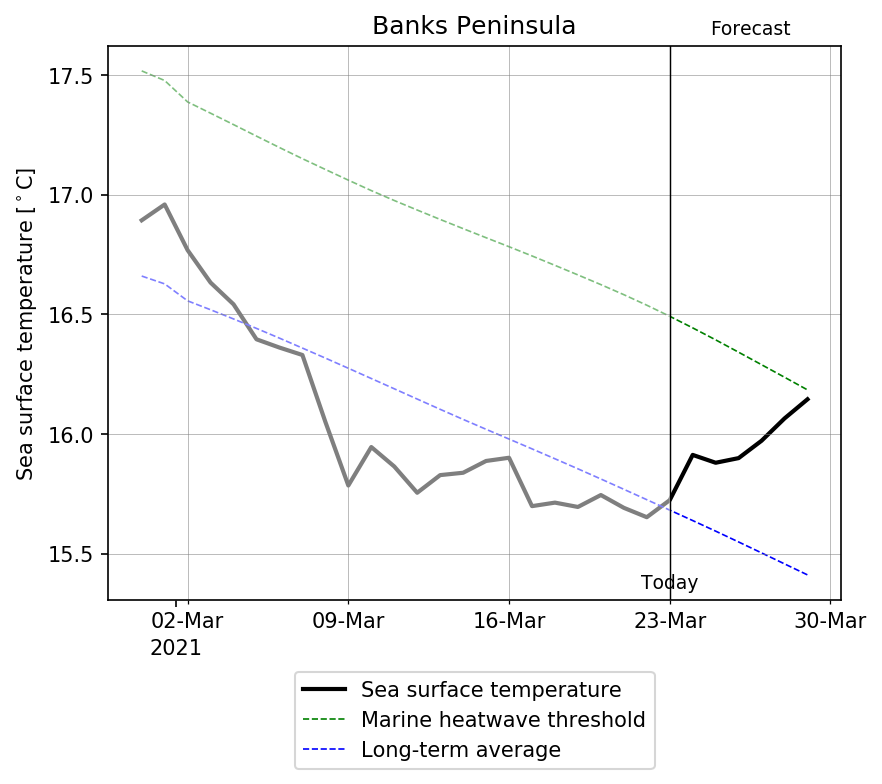 Banks Peninsula
Forecast
Sea surface temperature [°C]
17.5
17.0
16.5
16.0
15.5
Today
02-Mar 09-Mar 16-Mar 23-Mar 30-Mar
2021
Sea surface temperature
Marine heatwave threshold
Long-term average